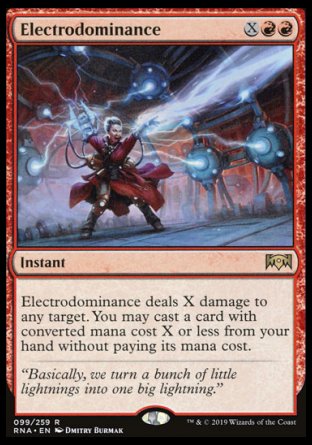 Electrodominance X
Instant
Electrodominance deals X damage to
any target. You may cast a card with
converted mana cost X or less from your
hand without paying its mana cost.
“Basically, we turn a bunch of little
lightnings into one big lightning.”
099/259 R
RNA • EN Dmitry Burmak
™ & © 2019 Wizards of the Coast